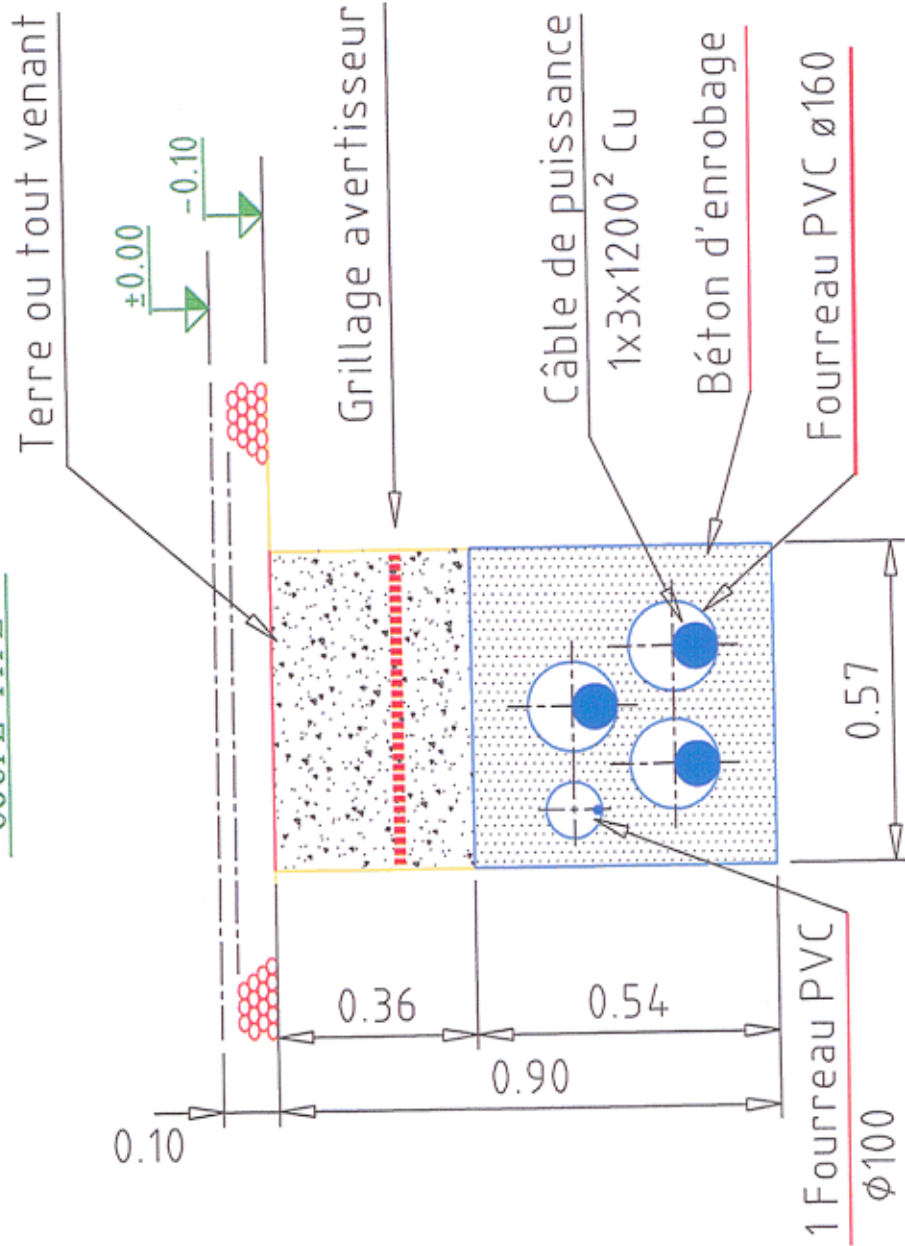 Terre ou tout venant
±0.00
-0.10
Grillage avertisseur
Câble de puissance
1x3x1200² Cu
Béton d'enrobage
Fourreau PVC ø160
0.10
0.36
0.54
0.90
0.57
1 Fourreau PVC
ϕ100